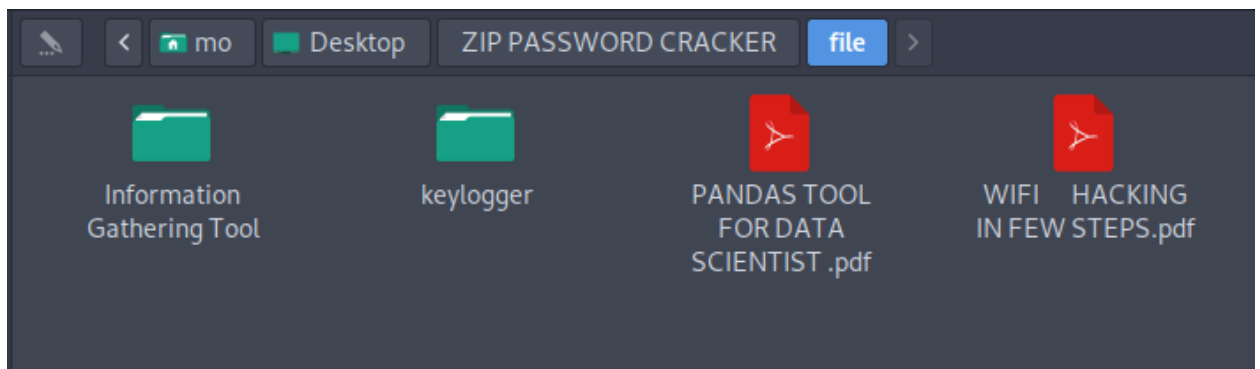 mo Desktop ZIP PASSWORD CRACKER file
Information
Gathering Tool
keylogger
PANDAS TOOL
FOR DATA
SCIENTIST .pdf
WIFI HACKING
IN FEW STEPS.pdf